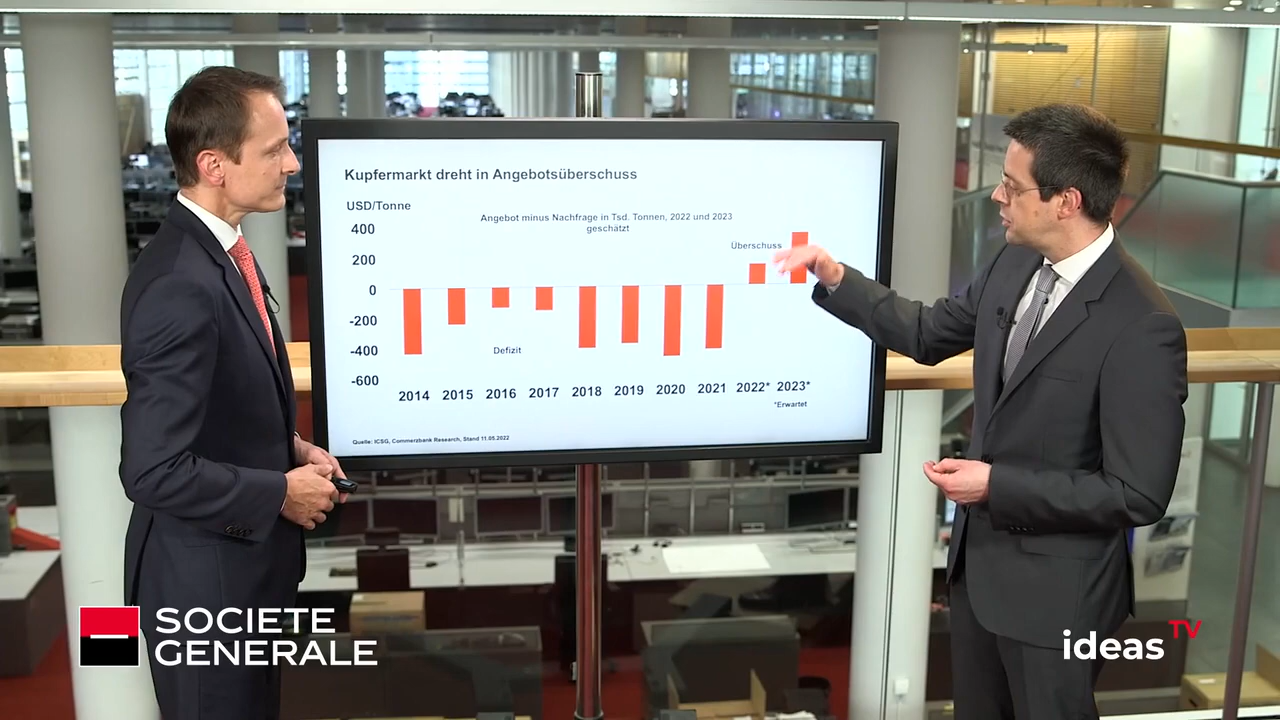 Kupfermarkt dreht in Angebotsüberschuss
USD/Tonne
Angebot minus Nachfrage in Tsd. Tonnen, 2022 und 2023
geschätzt
400
Überschuss
200
0
-200
Defizit
-400
-600
2014 2015 2016 2017 2018 2019 2020 2021 2022* 2023*
*Erwartet
Quelle: ICSG, Commerzbank Research, Stand 11.05.2022
SOCIETE
GENERALE
ideas TV